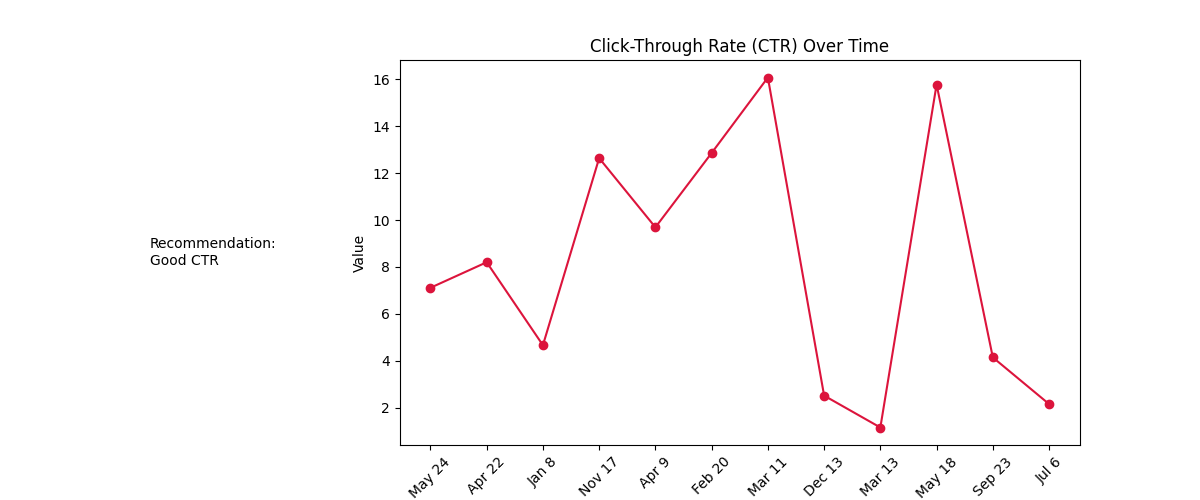 Click-Through Rate (CTR) Over Time
Recommendation:
Good CTR
Value
16
14
12
10
8
6
4
2
May 24
Apr 22
Jan 8
Nov 17
Apr 9
Feb 20
Mar 11
Dec 13
Mar 13
May 18
Sep 23
Jul 6